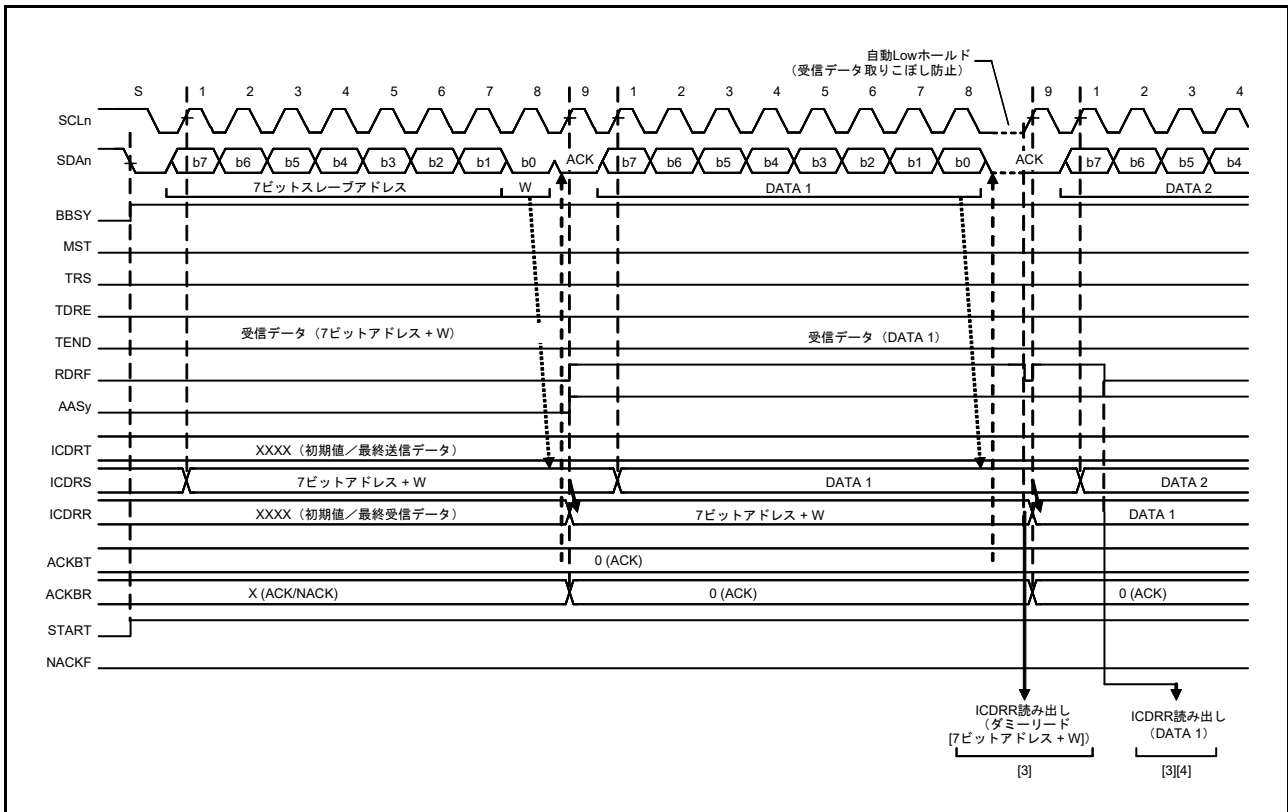 自動Lowホールド
（受信データ取りこぼし防止）
S 1 2 3 4 5 6 7 8 9 1 2 3 4 5 6 7 8 9 1 2 3 4
SCLn
SDAn b7 b6 b5 b4 b3 b2 b1 b0 ACK b7 b6 b5 b4 b3 b2 b1 b0 ACK b7 b6 b5 b4
7ビットスレーブアドレス W DATA 1 DATA 2
BBSY
MST
TRS
TDRE
受信データ（7ビットアドレス + W） 受信データ（DATA 1）
TEND
RDRF
AASy
ICDRT XXXX（初期値／最終送信データ）
ICDRS 7ビットアドレス + W DATA 1 DATA 2
ICDRR XXXX（初期値／最終受信データ） 7ビットアドレス + W DATA 1
ACKBT 0 (ACK)
ACKBR X (ACK/NACK) 0 (ACK) 0 (ACK)
START
NACKF
ICDRR読み出し
（ダミーリード
[7ビットアドレス + W]）
[3]
ICDRR読み出し
（DATA 1）
[3][4]